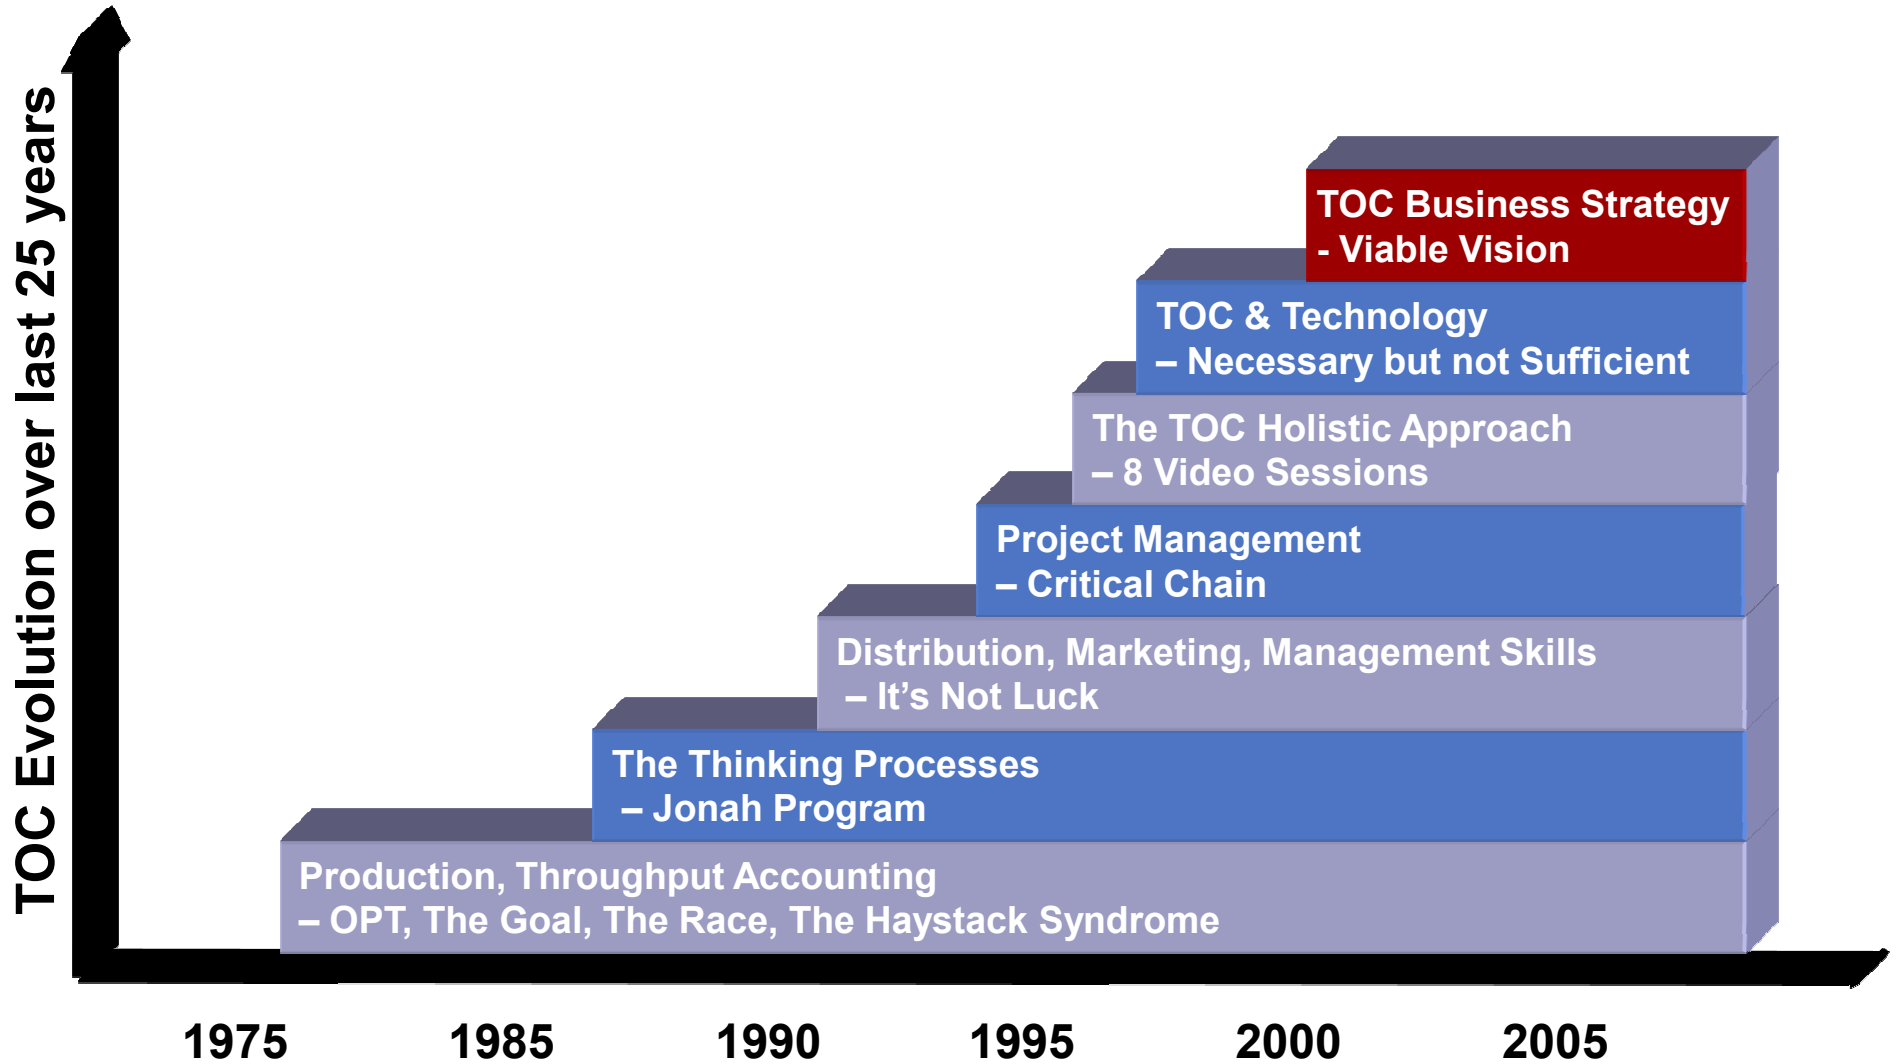 TOC Evolution over last 25 years
TOC Business Strategy
- Viable Vision
TOC & Technology
– Necessary but not Sufficient
The TOC Holistic Approach
– 8 Video Sessions
Project Management
– Critical Chain
Distribution, Marketing, Management Skills
– It’s Not Luck
The Thinking Processes
– Jonah Program
Production, Throughput Accounting
– OPT, The Goal, The Race, The Haystack Syndrome
1975 1985 1990 1995 2000 2005